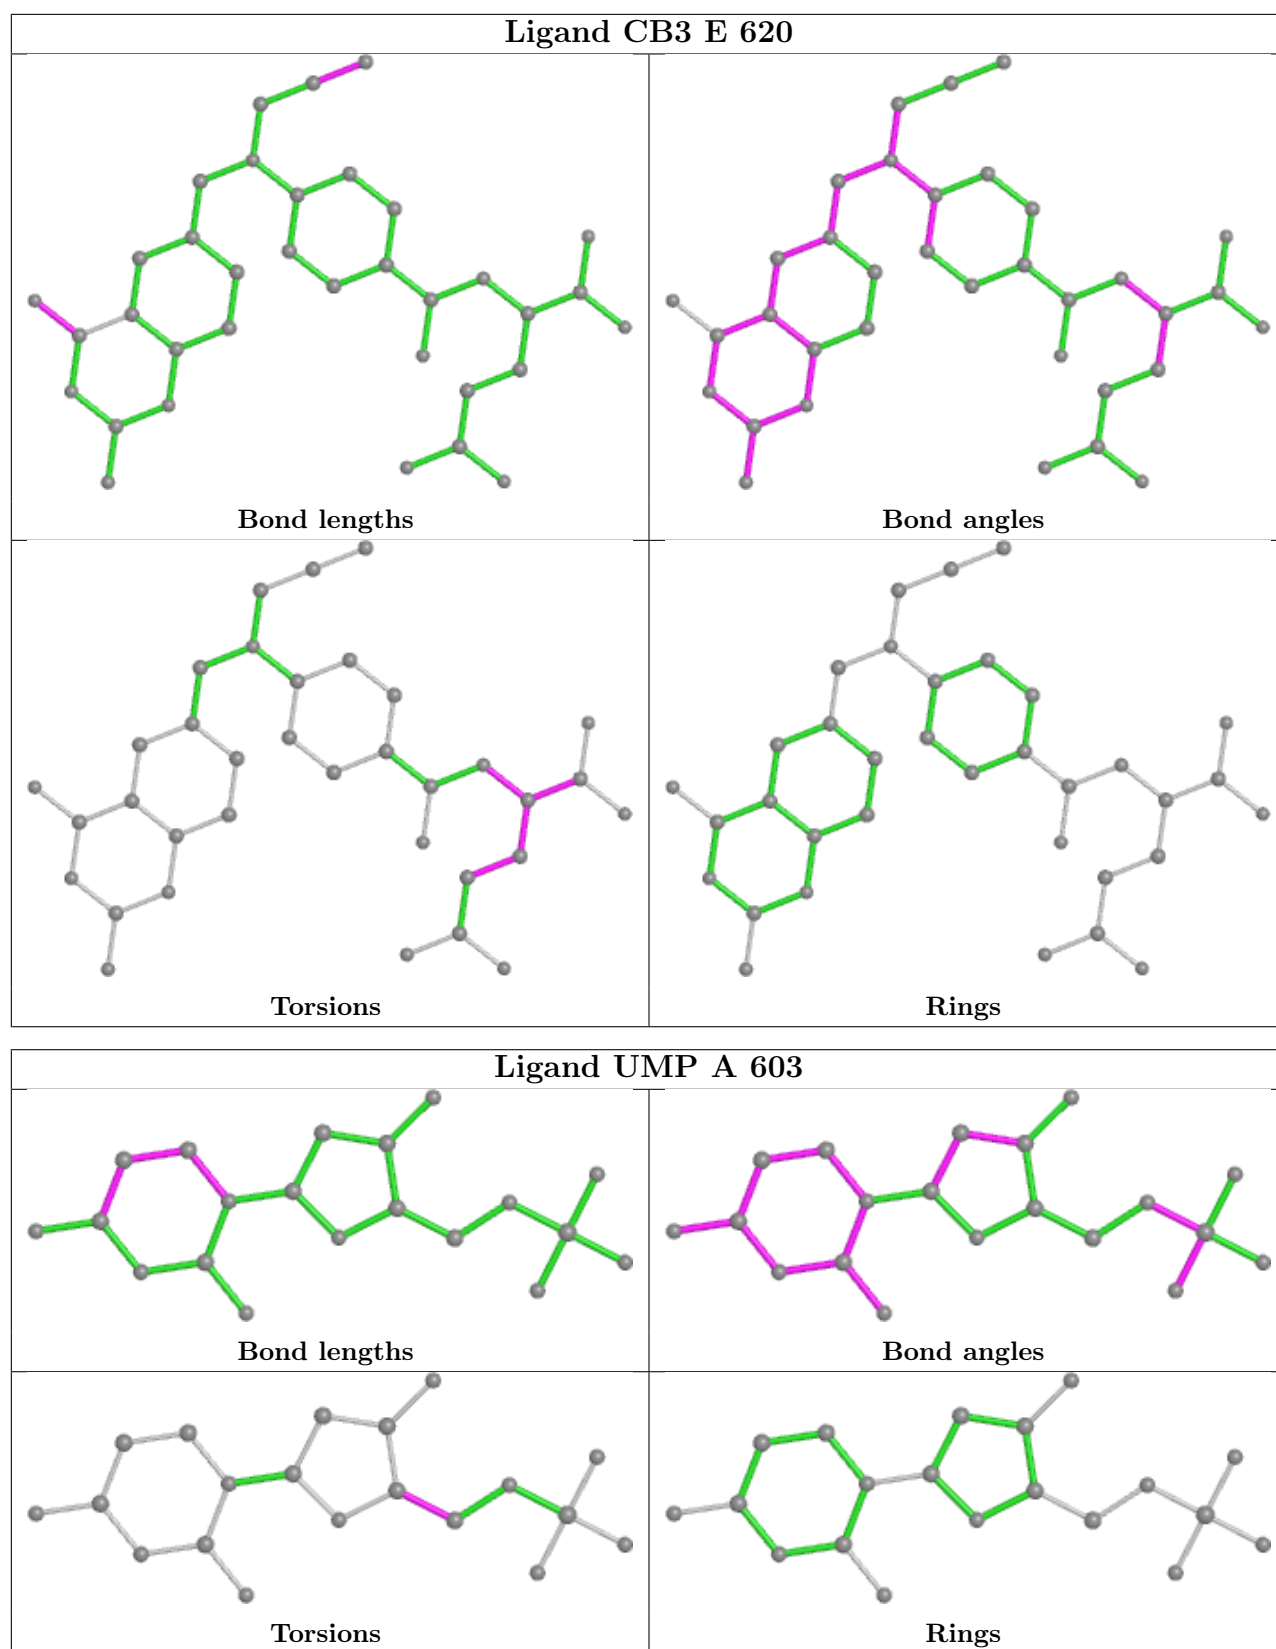 Ligand CB3 E 620
Bond lengths
Bond angles
Torsions
Rings
Ligand UMP A 603
Bond lengths
Bond angles
Torsions
Rings